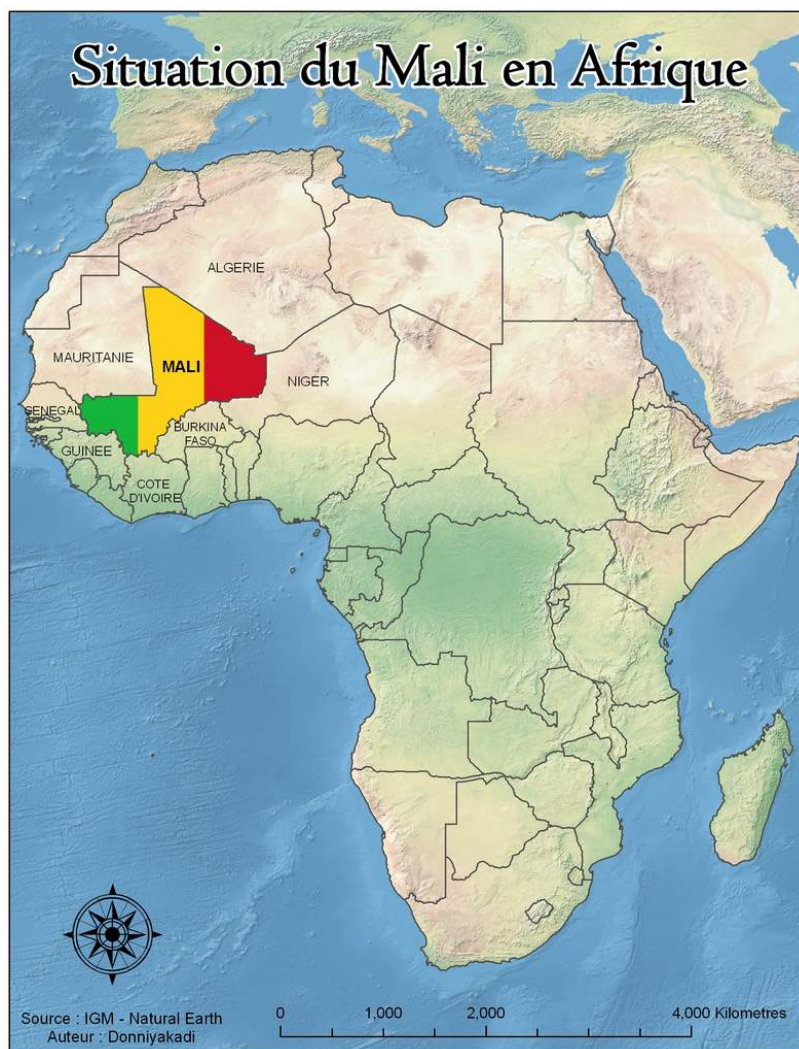 Situation du Mali en Afrique
ALGERIE
MAURITANIE
MALI
NIGER
SENEGAL
BURKINA
FASO
GUINEE
COTE
D'IVOIRE
Source : IGM - Natural Earth
Auteur : Donniyakadi
0 1,000 2,000 4,000 Kilometres